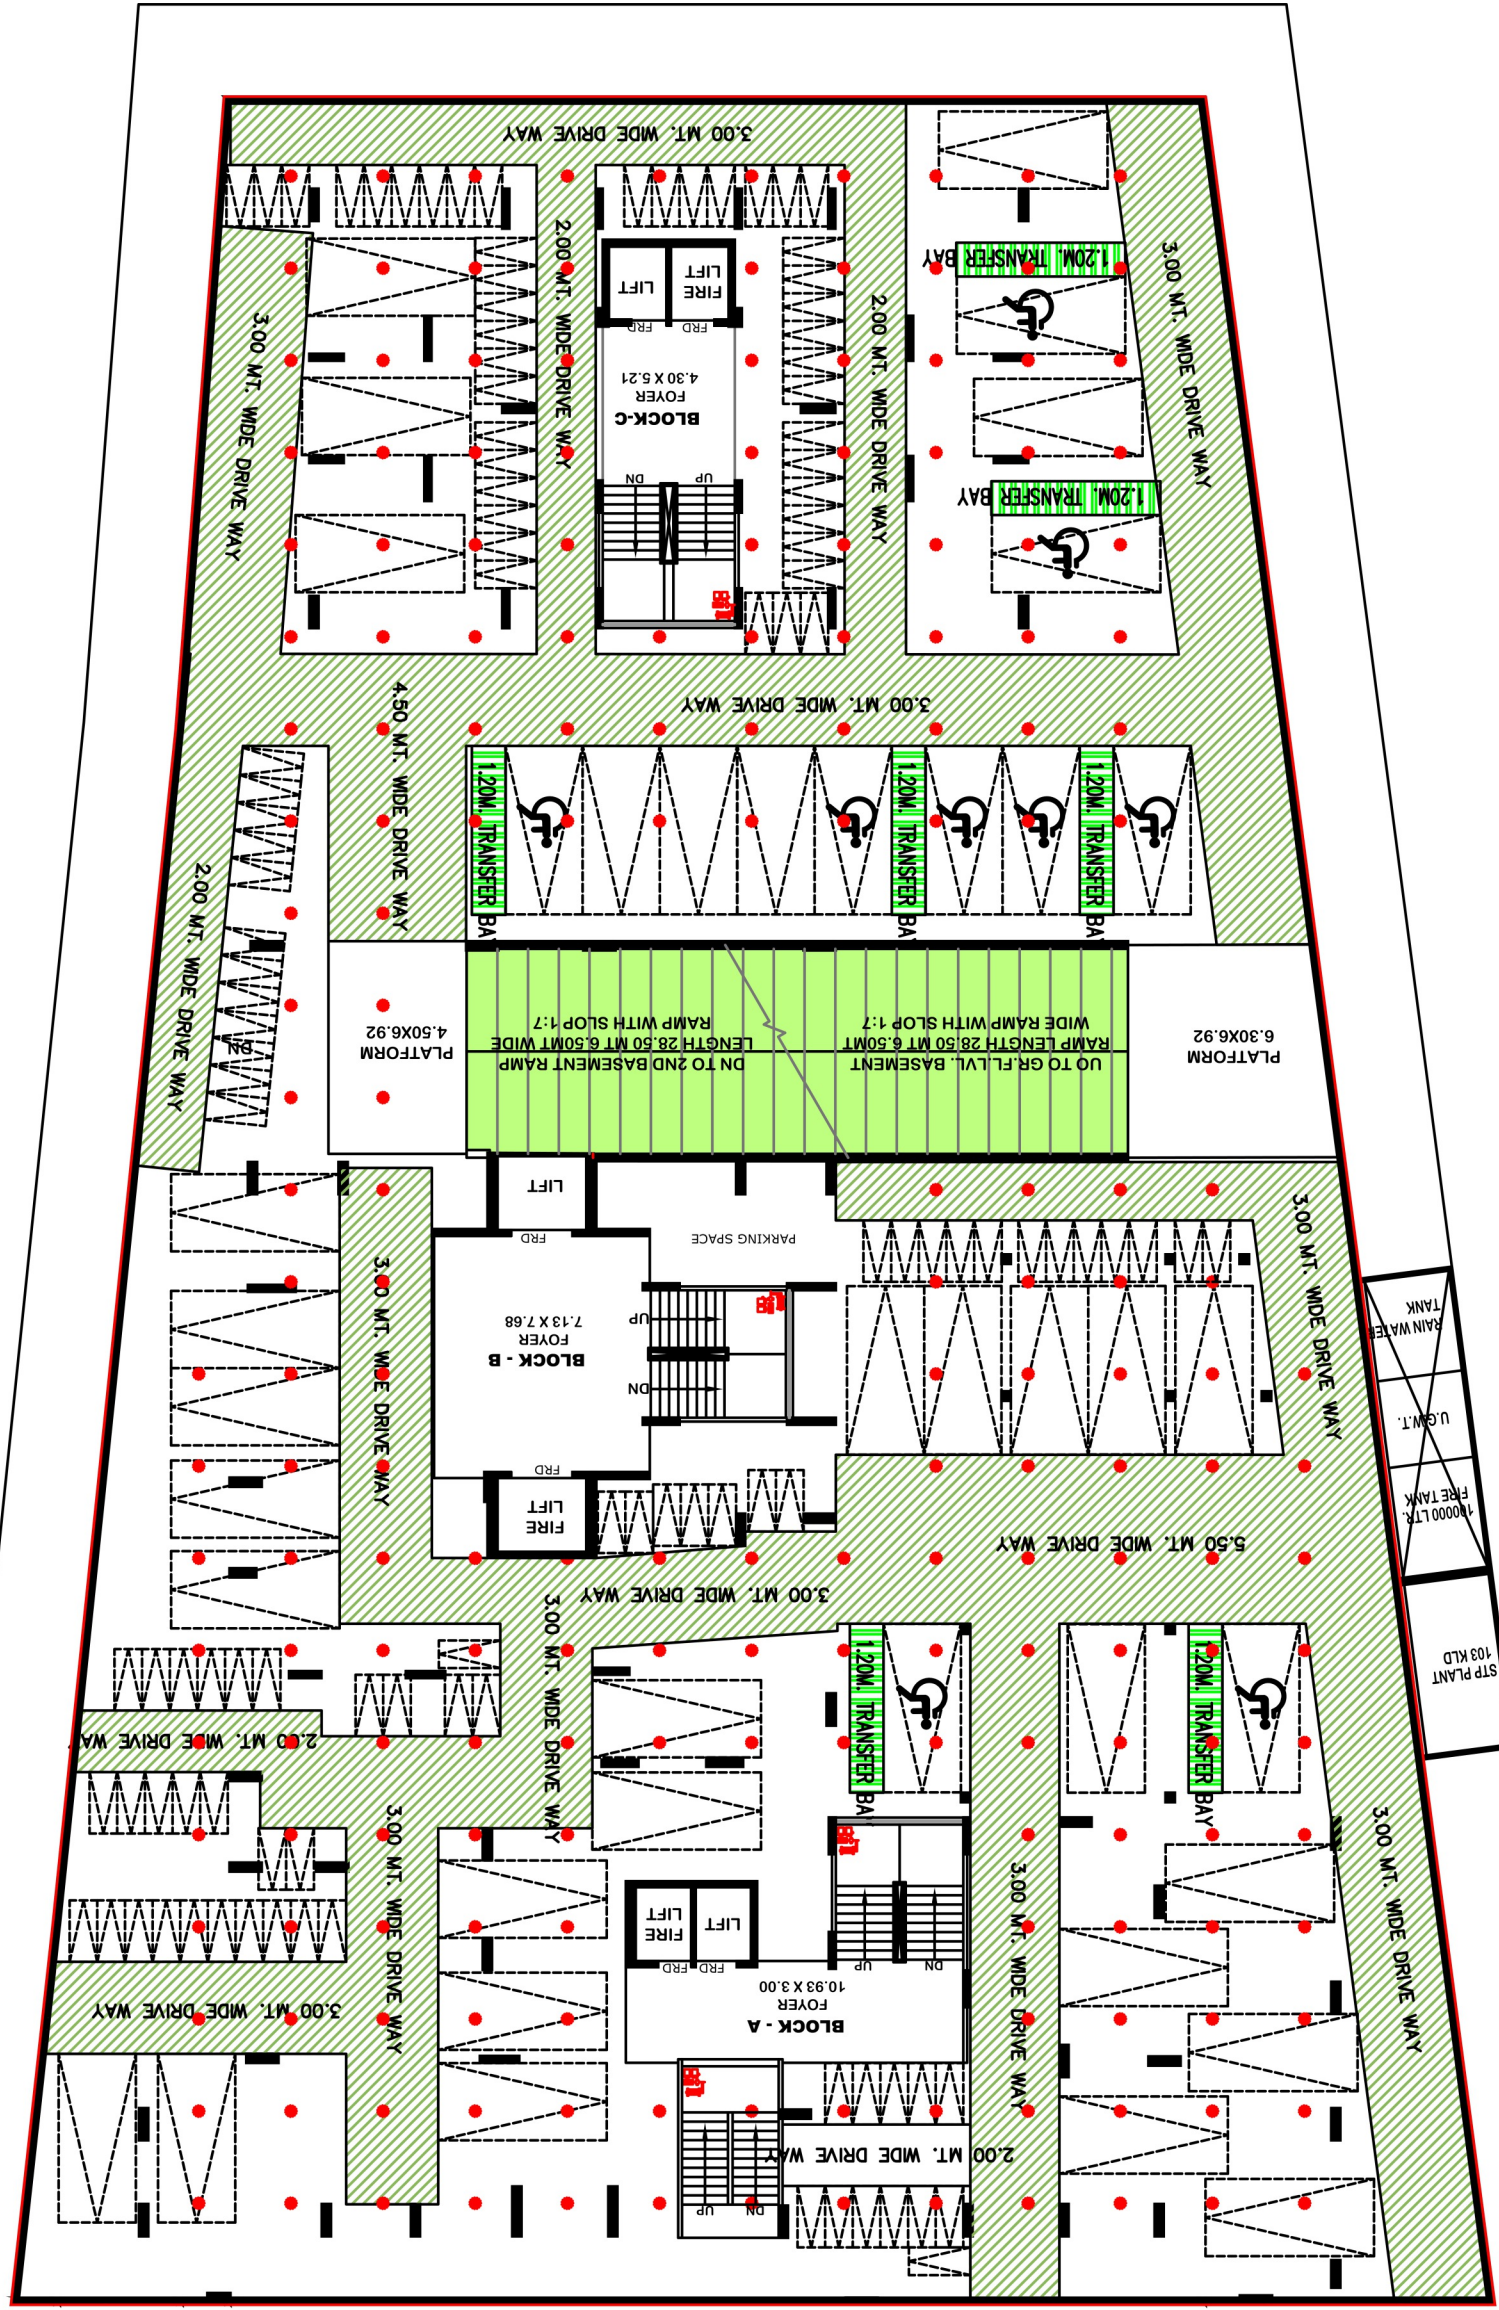 3.00 MT. WIDE DRIVE WAY
2.00 MT. WIDE DRIVE WAY
LIFT
FIRE
LIFT
FRD
FRD
4.30 X 5.21
FOYER
BLOCK-C
DN
UP
2.00 MT. WIDE DRIVE WAY
1.20M. TRANSFER BAY
1.20M. TRANSFER BAY
3.00 MT. WIDE DRIVE WAY
3.00 MT. WIDE DRIVE WAY
4.50 MT. WIDE DRIVE WAY
3.00 MT. WIDE DRIVE WAY
1.20M. TRANSFER BA
1.20M. TRANSFER BA
1.20M. TRANSFER BA
2.00 MT. WIDE DRIVE WAY
DN
PLATFORM
4.50X6.92
DN TO 2ND BASEMENT RAMP
LENGTH 28.50 MT 6.50MT WIDE
RAMP WITH SLOP 1:7
UO TO GR.FL.LVL. BASEMENT
RAMP LENGTH 28.50 MT 6.50MT
WIDE RAMP WITH SLOP 1:7
PLATFORM
6.30X6.92
LIFT
FRD
PARKING SPACE
UP
7.13 X 7.68
FOYER
BLOCK - B
DN
FRD
FIRE
LIFT
3.00 MT. WIDE DRIVE WAY
3.00 MT. WIDE DRIVE WAY
RAIN WATER
TANK
U.G.W.T.
100000 LTR.
FIRE TANK
STP PLANT
103 KLD
5.50 MT. WIDE DRIVE WAY
3.00 MT. WIDE DRIVE WAY
3.00 MT. WIDE DRIVE WAY
1.20M. TRANSFER BAY
1.20M. TRANSFER BAY
2.00 MT. WIDE DRIVE WAY
3.00 MT. WIDE DRIVE WAY
3.00 MT. WIDE DRIVE WAY
FIRE
LIFT
LIFT
FRD
FRD
UP
DN
10.93 X 3.00
FOYER
BLOCK - A
3.00 MT. WIDE DRIVE WAY
3.00 MT. WIDE DRIVE WAY
2.00 MT. WIDE DRIVE WAY
UP
DN